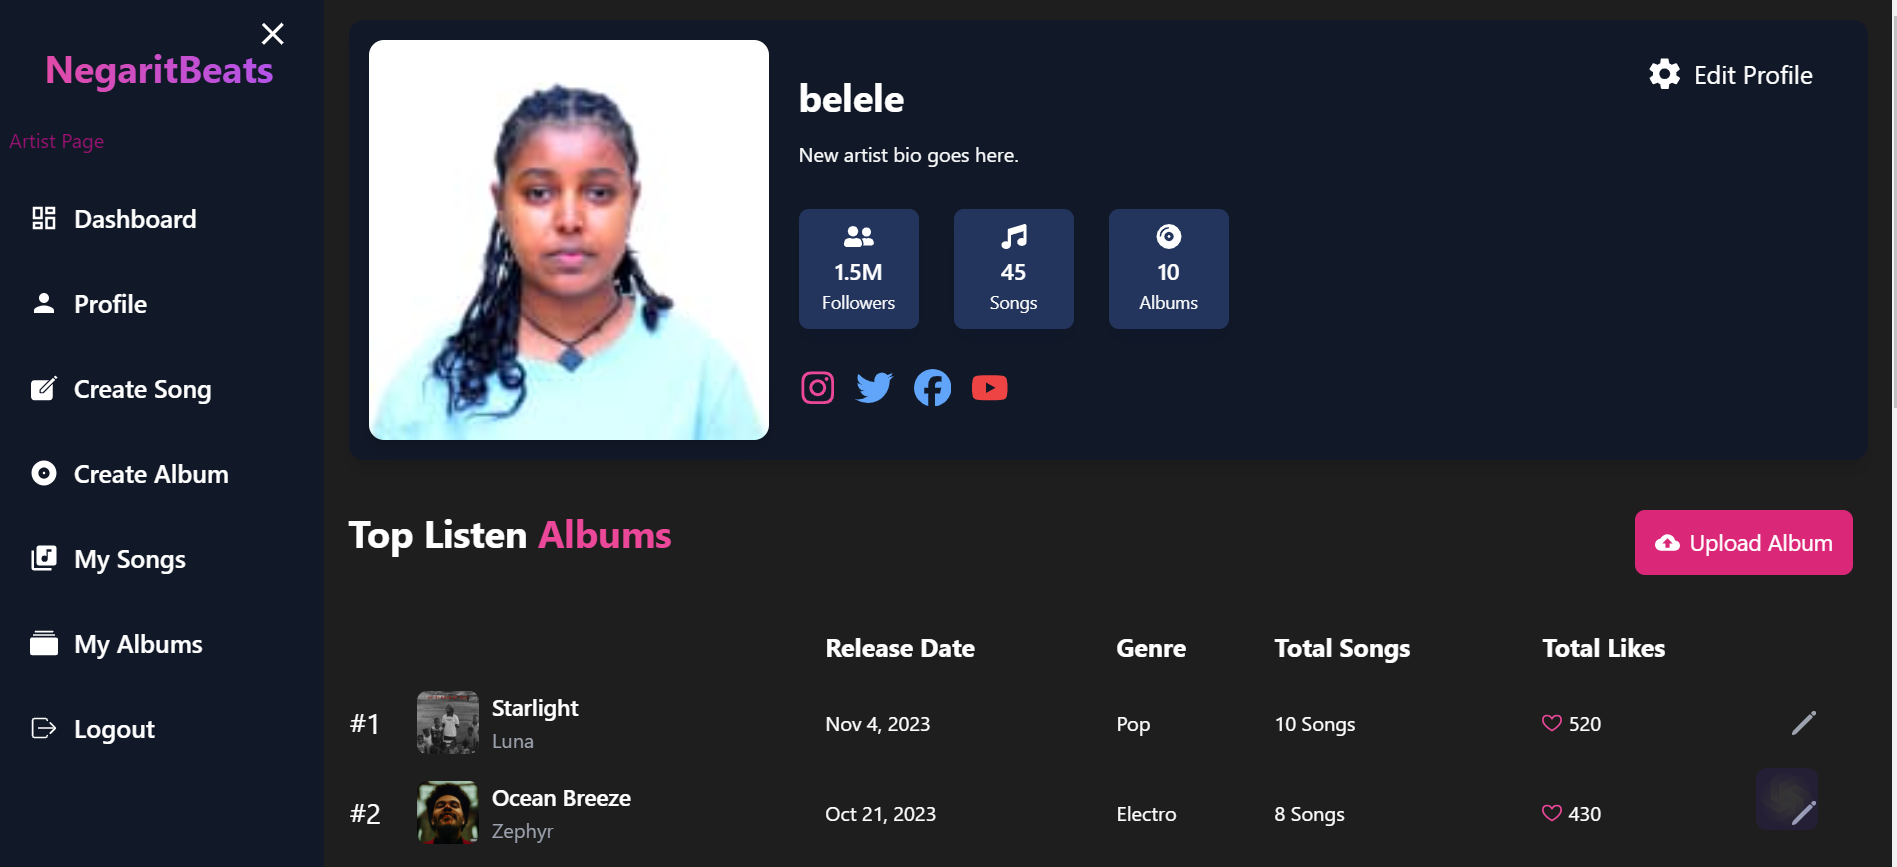 NegaritBeats
Artist Page
Dashboard
Profile
Create Song
Create Album
My Songs
My Albums
Logout
belele
Edit Profile
New artist bio goes here.
1.5M
Followers
45
Songs
10
Albums
Top Listen Albums
Upload Album
Release Date Genre Total Songs Total Likes
#1 Starlight Nov 4, 2023 Pop 10 Songs 520
Luna
#2 Ocean Breeze Oct 21, 2023 Electro 8 Songs 430
Zephyr